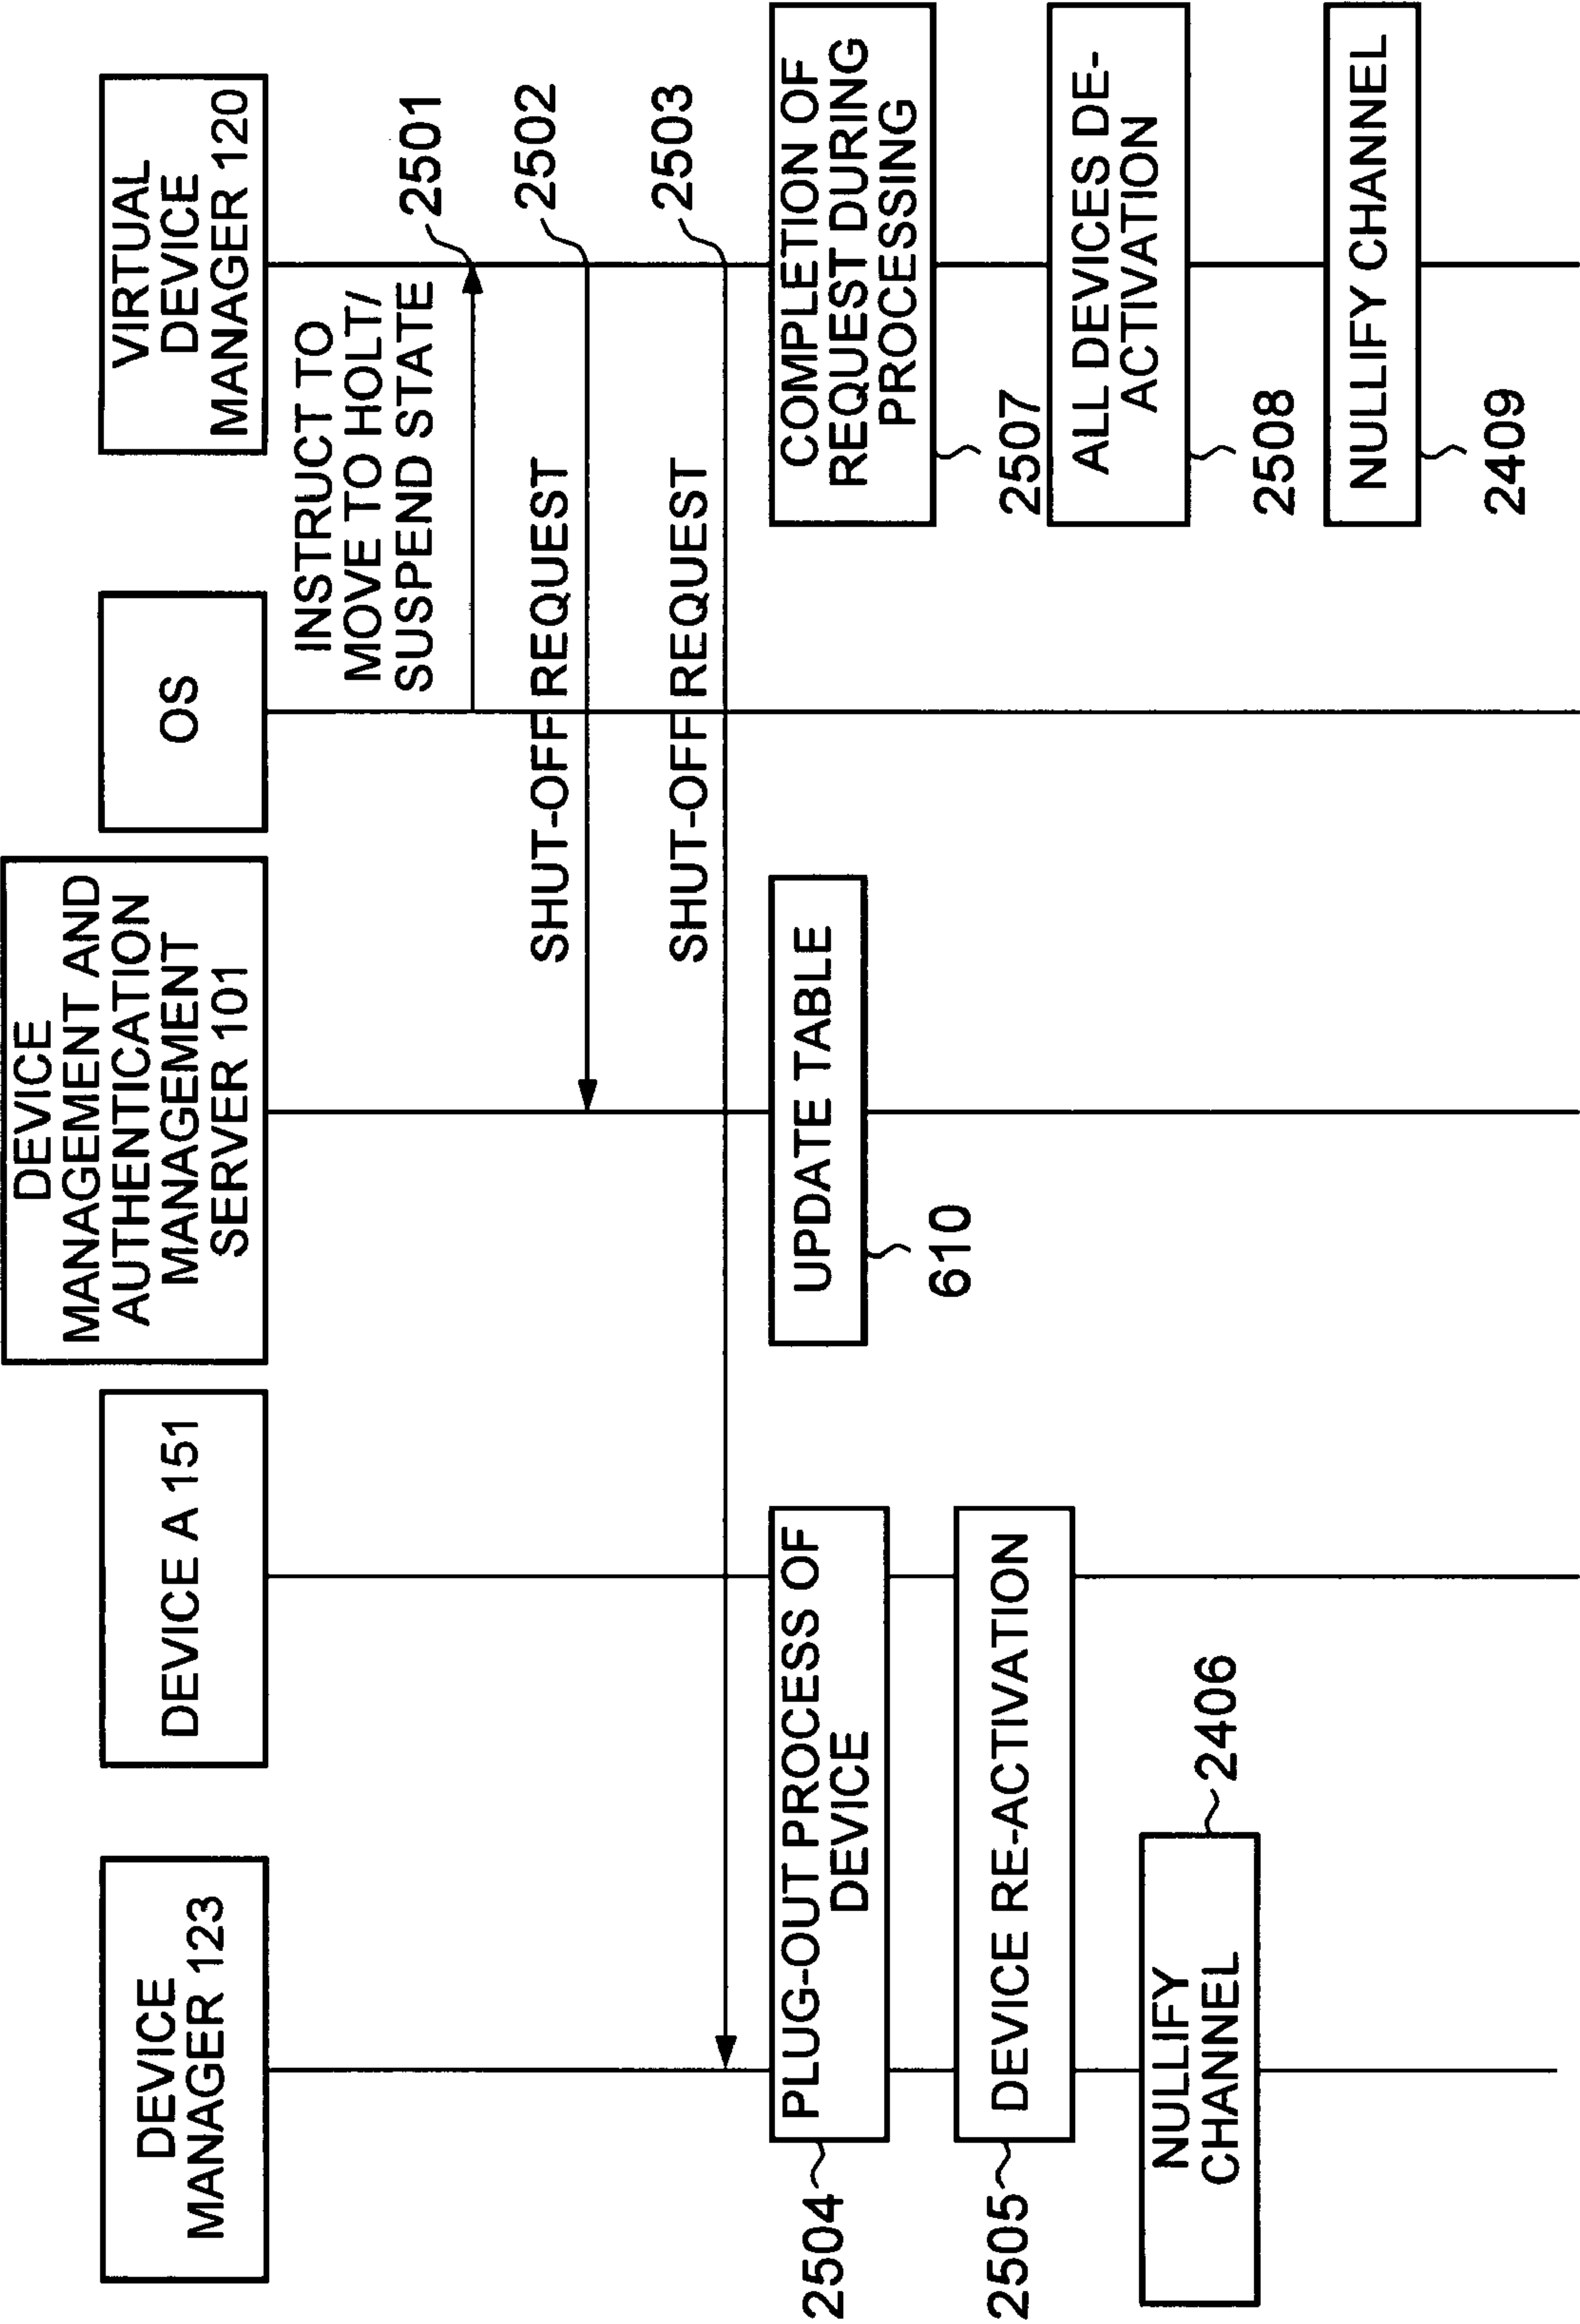 DEVICE
MANAGER 123
DEVICE A 151
DEVICE
MANAGEMENT AND
AUTHENTICATION
MANAGEMENT
SERVER 101
OS
VIRTUAL
DEVICE
MANAGER 120
INSTRUCT TO
MOVE TO HOLT/
SUSPEND STATE
2501
SHUT-OFF REQUEST
2502
SHUT-OFF REQUEST
2503
2504
PLUG-OUT PROCESS OF
DEVICE
UPDATE TABLE
610
COMPLETION OF
REQUEST DURING
PROCESSING
2507
2505
DEVICE RE-ACTIVATION
ALL DEVICES DE-
ACTIVATION
2508
NULLIFY
CHANNEL
2406
NULLIFY CHANNEL
2409